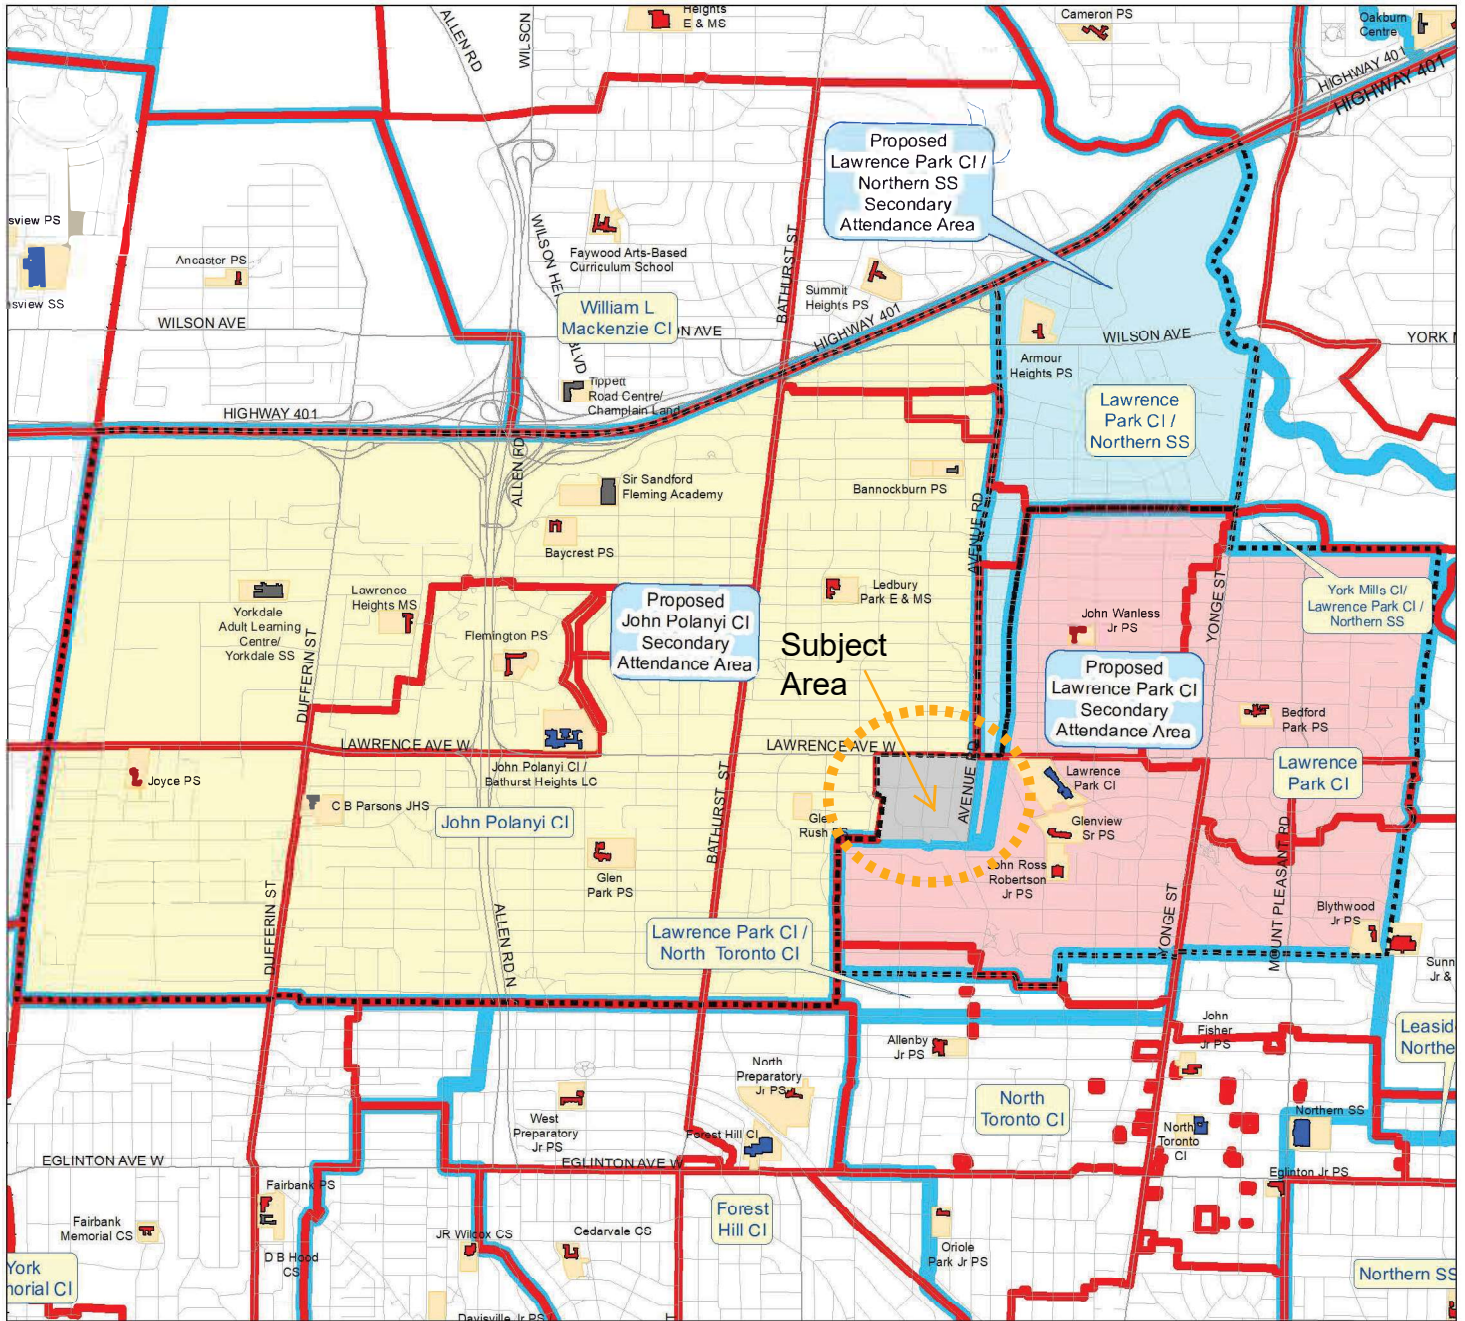 Heights
E & MS
Cameron PS
Oakburn
Centre
ALLEN RD
WILSON
HIGHWAY 401
HIGHWAY 401
Proposed
Lawrence Park CI /
Northern SS
Secondary
Attendance Area
sview PS
nsview SS
Ancaster PS
Faywood Arts-Based
Curriculum School
BATHURST ST
Summit
Heights PS
William L
Mackenzie CI
WILSON AVE
ON AVE
BLVD
HIGHWAY 401
WILSON AVE
Armour
Heights PS
Tippett
Road Centre/
Champlain Land
HIGHWAY 401
Lawrence
Park CI /
Northern SS
ALLEN RD
Sir Sandford
Fleming Academy
Bannockburn PS
AVENUE RD
Baycrest PS
Lawrence
Heights MS
Ledbury
Park E & MS
York Mills CI/
Lawrence Park CI /
Northern SS
YONGE ST
Yorkdale
Adult Learning
Centre/
Yorkdale SS
Flemington PS
Proposed
John Polanyi CI
Secondary
Attendance Area
Subject
Area
John Wanless
Jr PS
Proposed
Lawrence Park CI
Secondary
Attendance Area
DUFFERIN ST
Bedford
Park PS
LAWRENCE AVE W
LAWRENCE AVE W
John Polanyi CI /
Bathurst Heights LC
Joyce PS
Lawrence
Park CI
Lawrence
Park CI
C B Parsons JHS
John Polanyi CI
BATHURST ST
Glen
Rush
AVENUE RD
Glenview
Sr PS
MOUNT PLEASANT RD
Glen
Park PS
John Ross
Robertson
Jr PS
Blythwood
Jr PS
DUFFERIN ST
ALLEN RD N
Lawrence Park CI /
North Toronto CI
YONGE ST
Sunn
Jr &
John
Fisher
Jr PS
Leasid
Northe
Allenby
Jr PS
North
Preparatory
Jr PS
West
Preparatory
Jr PS
North
Toronto CI
Forest Hill CI
North
Toronto
CI
Northern SS
EGLINTON AVE W
EGLINTON AVE W
Eglinton Jr PS
Fairbank PS
Fairbank
Memorial CS
D B Hood
CS
JR Wilcox CS
Cedarvale CS
Forest
Hill CI
Oriole
Park Jr PS
York
morial CI
Northern SS
Davisville Jr PS